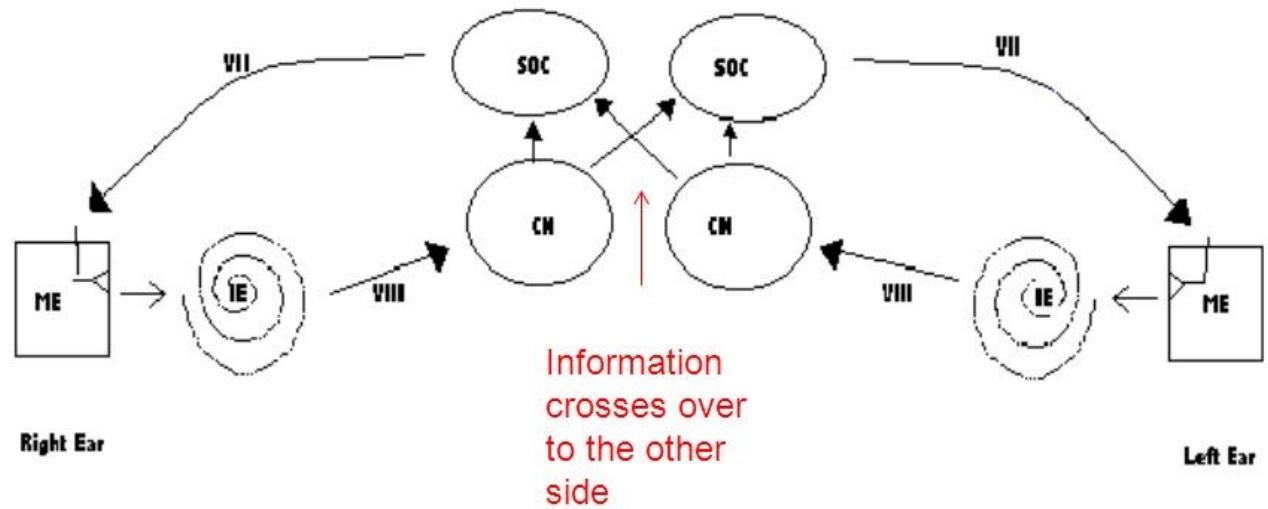 VII
SOC
SOC
VII
CN
CN
ME
IE
VIII
VIII
IE
ME
Information
crosses over
to the other
side
Right Ear
Left Ear